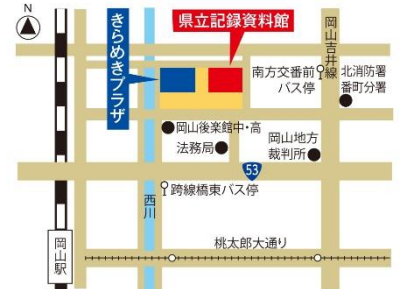 N
県立記録資料館
きらめきプラザ
岡山吉井線
南方交番前
バス停
北消防署
番町分署
岡山後楽館中・高
法務局
岡山地方
裁判所
53
西川
跨線橋東バス停
岡山駅
桃太郎大通り